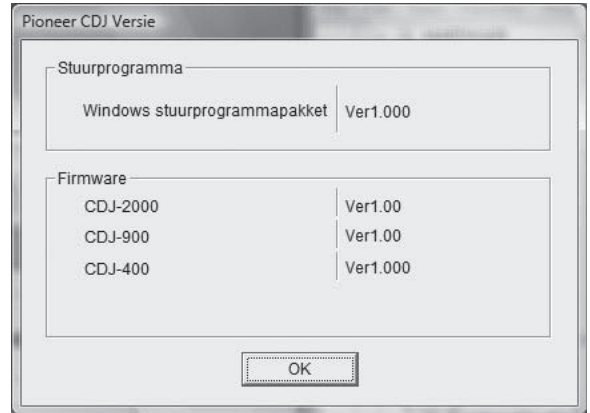 Pioneer CDJ Versie
Stuurprogramma
Windows stuurprogrammapakket Ver1.000
Firmware
CDJ-2000 Ver1.00
CDJ-900 Ver1.00
CDJ-400 Ver1.000
OK